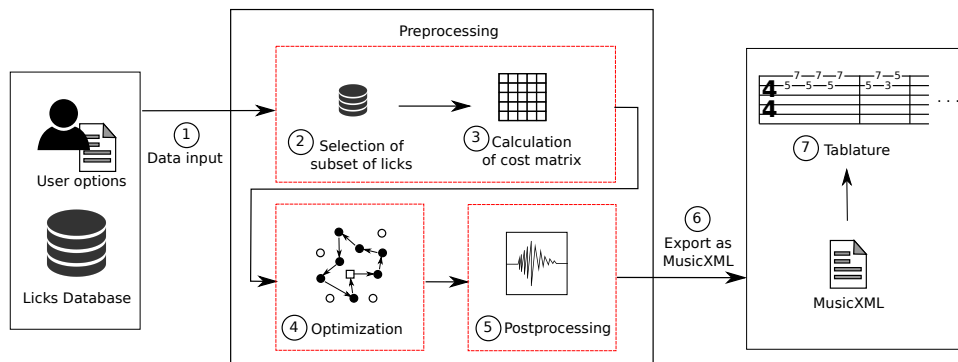 Preprocessing
1
Data input
User options
Licks Database
2 Selection of
subset of licks
3 Calculation
of cost matrix
4 Optimization
5 Postprocessing
6
Export as
MusicXML
4
4
7 7 7 7 5
5 5 5 5 3
. . .
7 Tablature
MusicXML